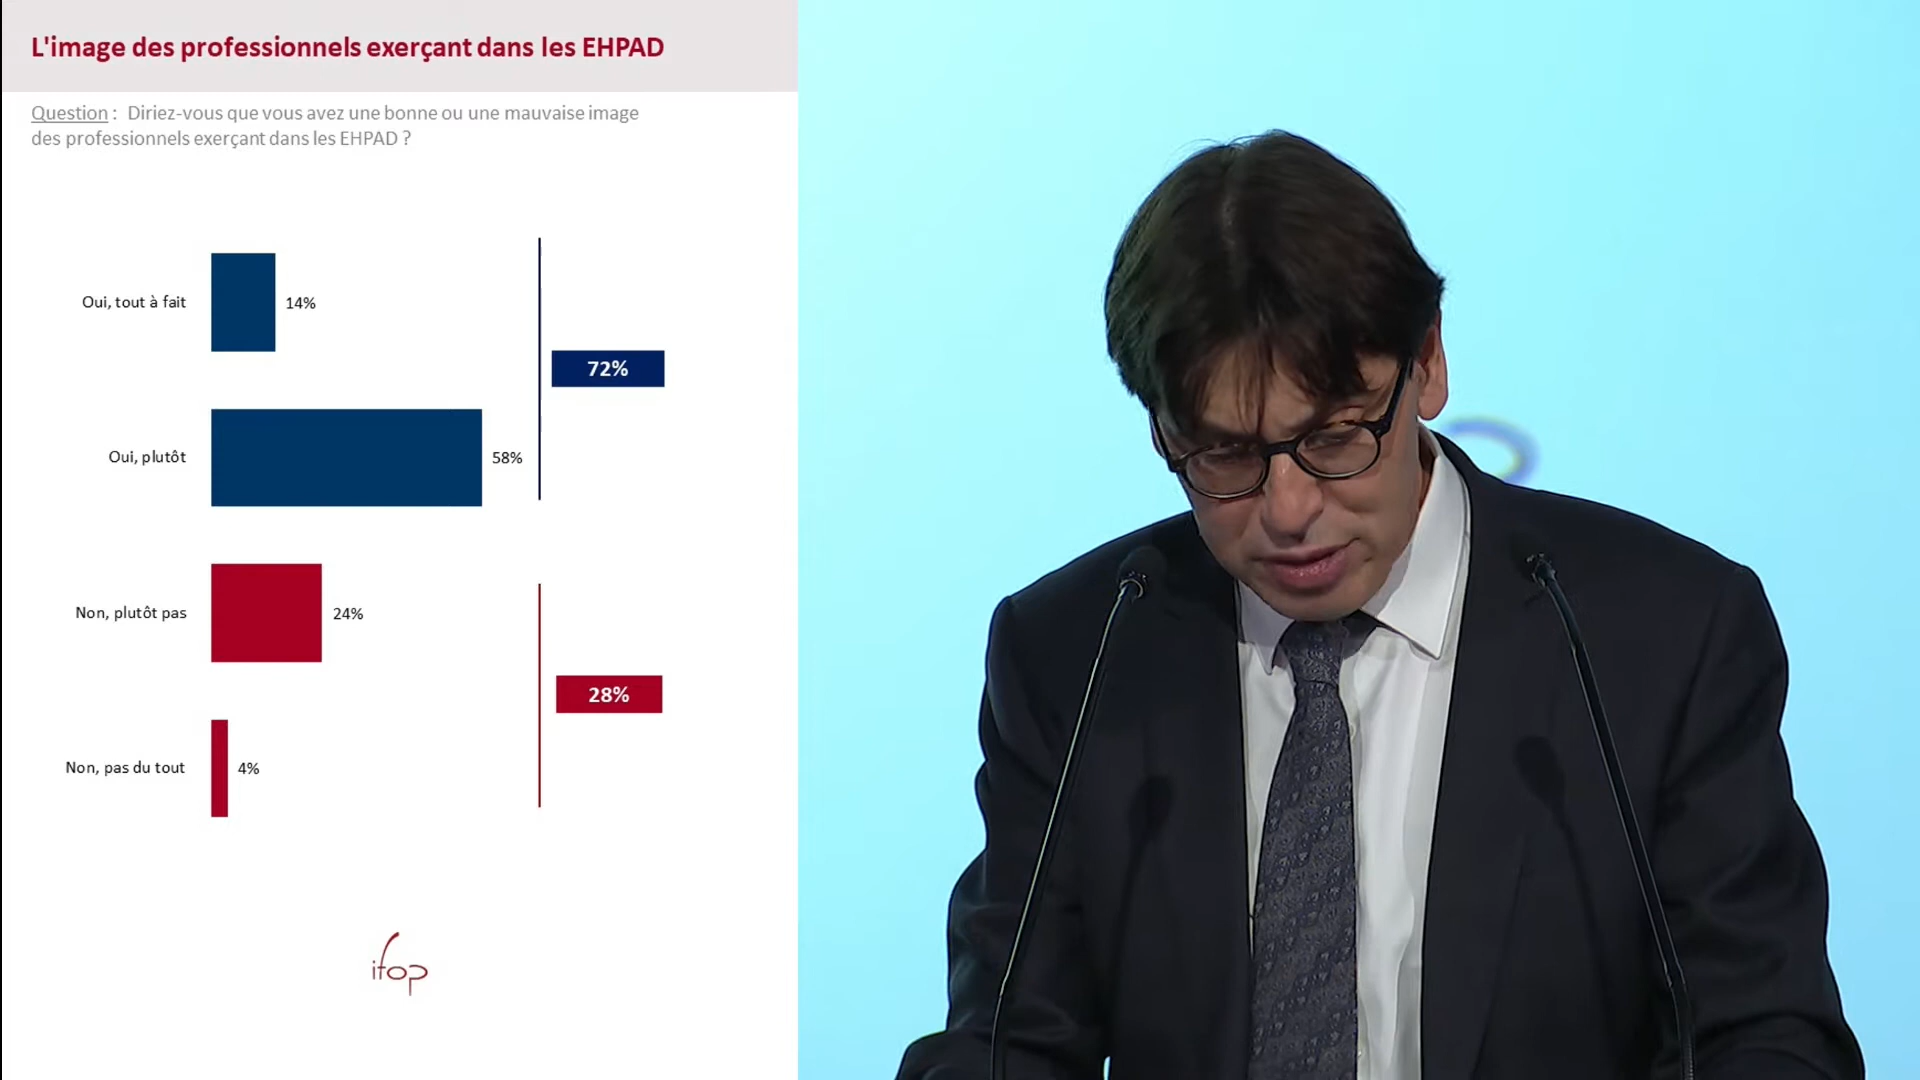 L'image des professionnels exerçant dans les EHPAD
Question : Diriez-vous que vous avez une bonne ou une mauvaise image
des professionnels exerçant dans les EHPAD ?
Oui, tout à fait
14%
72%
Oui, plutôt
58%
Non, plutôt pas
24%
28%
Non, pas du tout
4%
ifop